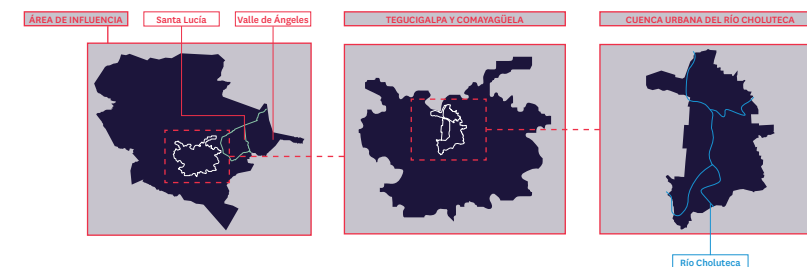 ÁREA DE INFLUENCIA
Santa Lucía
Valle de Ángeles
TEGUCIGALPA Y COMAYAGÜELA
CUENCA URBANA DEL RÍO CHOLUTECA
Río Choluteca